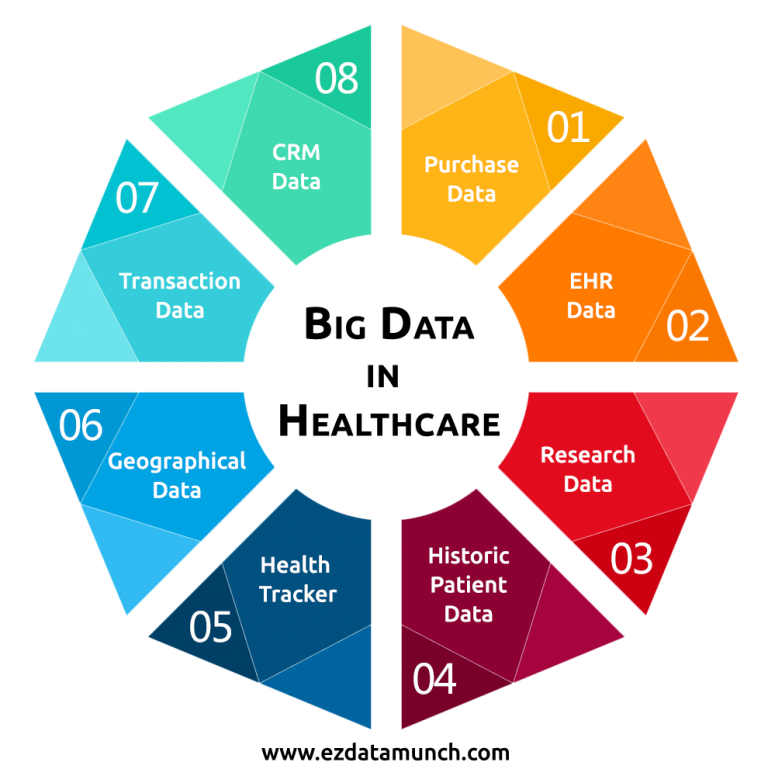 Big Data
in
Healthcare
01
Purchase
Data
EHR
Data
02
Research
Data
03
Historic
Patient
Data
04
Health
Tracker
05
06
Geographical
Data
07
Transaction
Data
08
CRM
Data
www.ezdatamunch.com